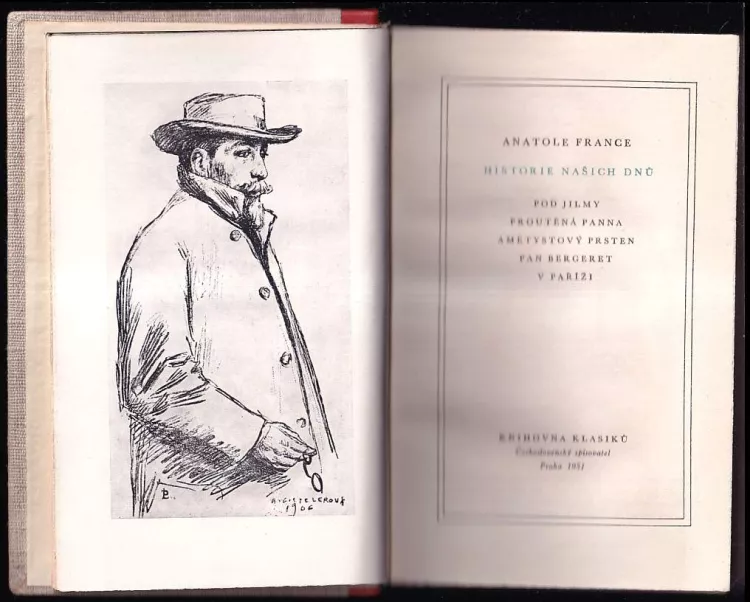 ANATOLE FRANCE
HISTORIE NAŠICH DNŮ
POD JILMY
PROUTĚNÁ PANNA
AMETYSTOVÝ PRSTEN
PAN BERGERET
V PAŘÍŽI
KNIHOVNA KLASIKŮ
Československý spisovatel
Praha 1951
1906